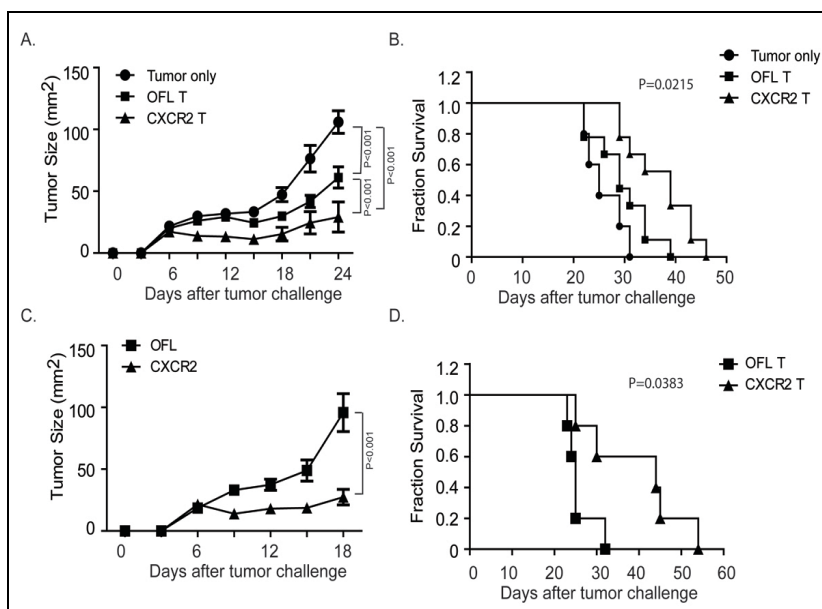 A.
Tumor Size (mm2)
150
100
50
0
Tumor only
OFL T
CXCR2 T
P<0.001
P<0.001
P<0.001
0 6 12 18 24
Days after tumor challenge
B.
Fraction Survival
1.2
1.0
0.8
0.6
0.4
0.2
0
P=0.0215
Tumor only
OFL T
CXCR2 T
0 10 20 30 40 50
Days after tumor challenge
C.
Tumor Size (mm2)
150
100
50
0
OFL
CXCR2
P<0.001
0 6 12 18
Days after tumor challenge
D.
Fraction Survival
1.2
1.0
0.8
0.6
0.4
0.2
0
P=0.0383
OFL T
CXCR2 T
0 10 20 30 40 50 60
Days after tumor challenge